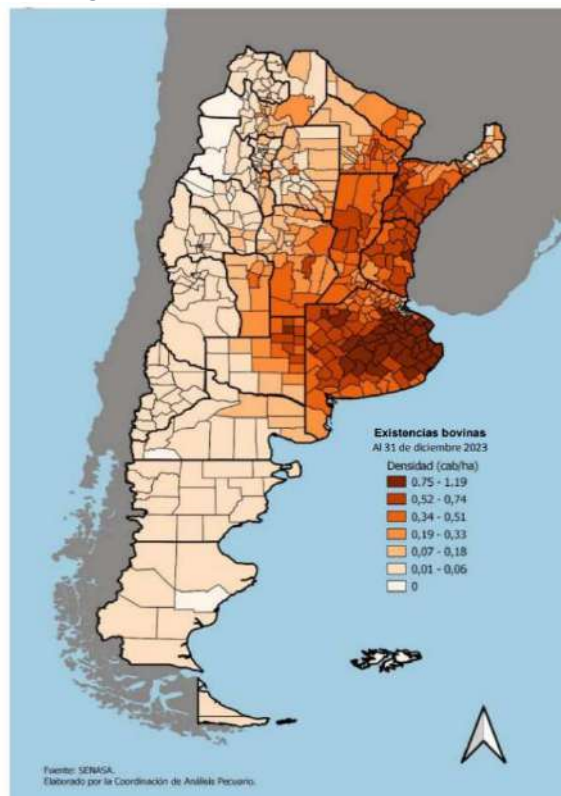 Existencias bovinas
Al 31 de diciembre 2023
Densidad (cab/ha)
0.75 - 1.19
0,52 - 0,74
0,34 - 0,51
0,19 - 0,33
0,07 - 0,18
0,01 - 0,06
0
Fuente: SENASA.
Elaborado por la Coordinación de Análisis Pecuario.